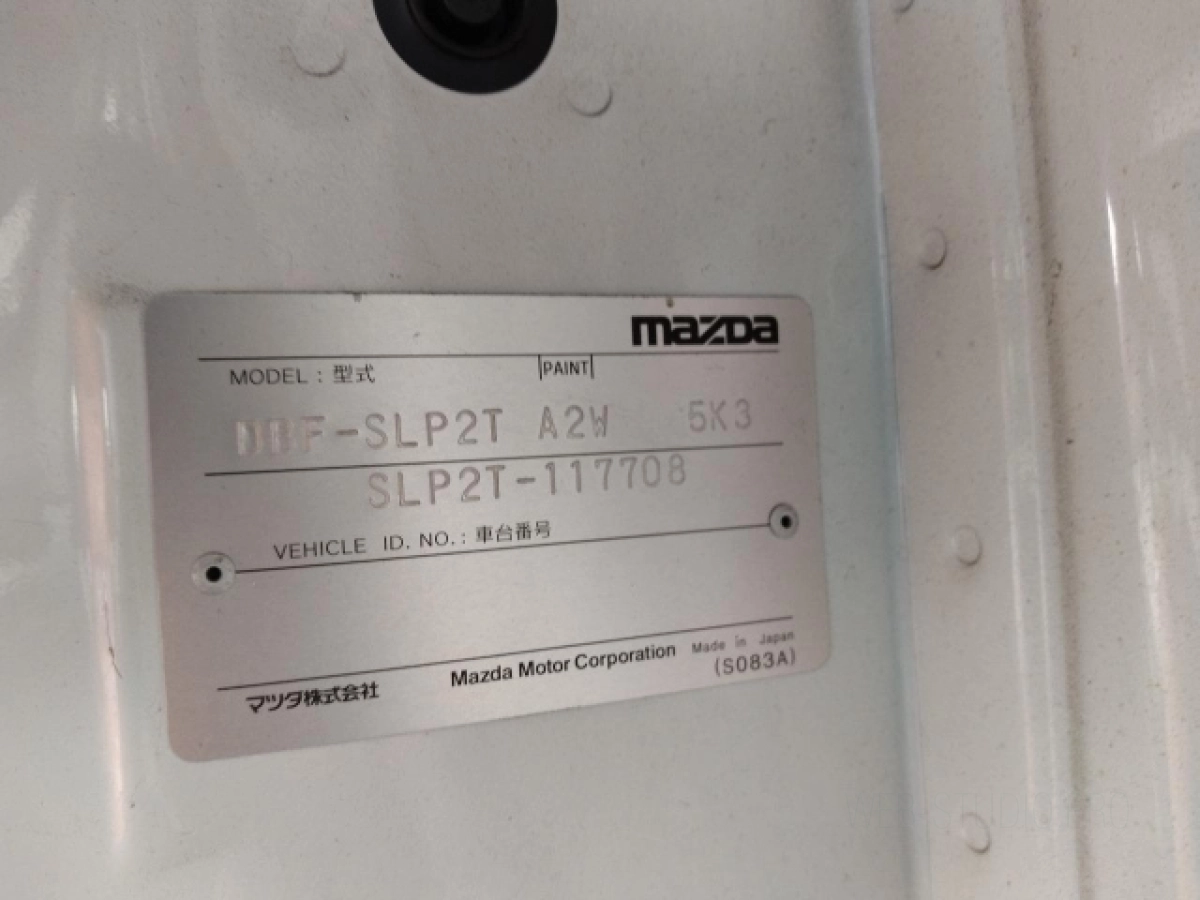 mazda
MODEL : 型式 PAINT
DBF-SLP2T A2W 5K3
SLP2T-117708
VEHICLE ID. NO. : 車台番号
マツダ株式会社 Mazda Motor Corporation Made in Japan
(S083A)